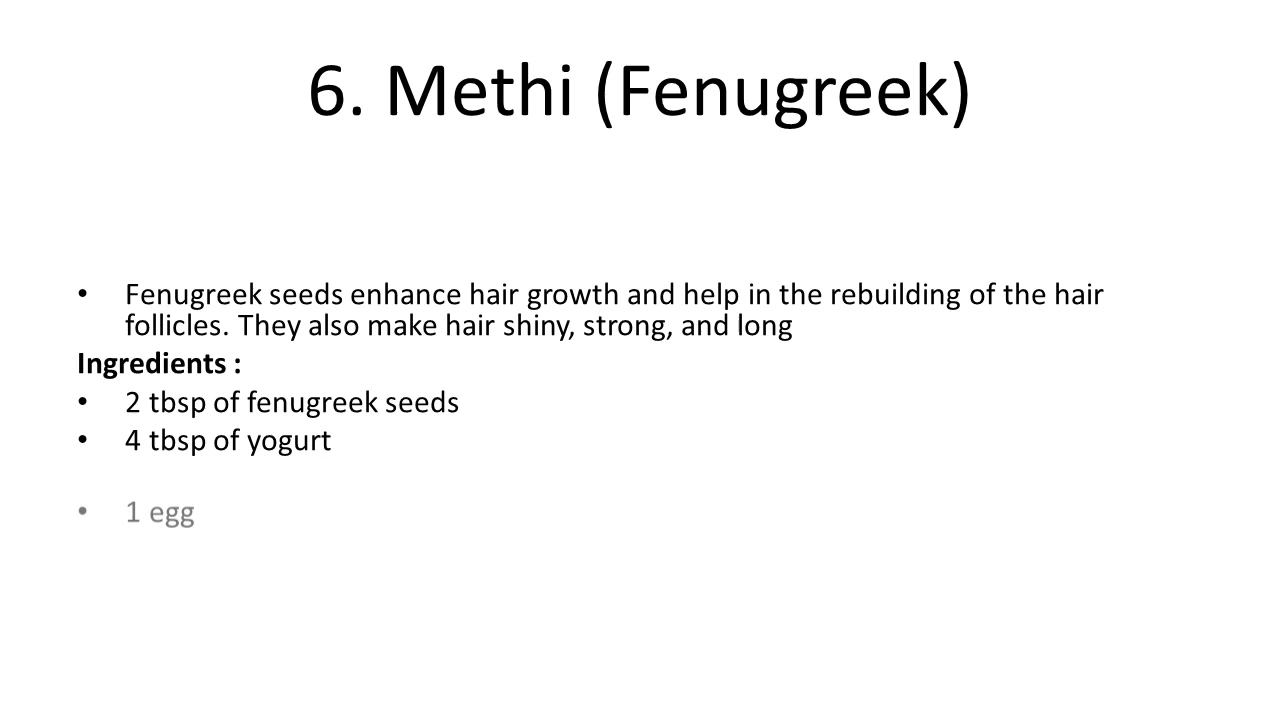 6. Methi (Fenugreek)
• Fenugreek seeds enhance hair growth and help in the rebuilding of the hair
follicles. They also make hair shiny, strong, and long
Ingredients :
• 2 tbsp of fenugreek seeds
• 4 tbsp of yogurt
• 1 egg